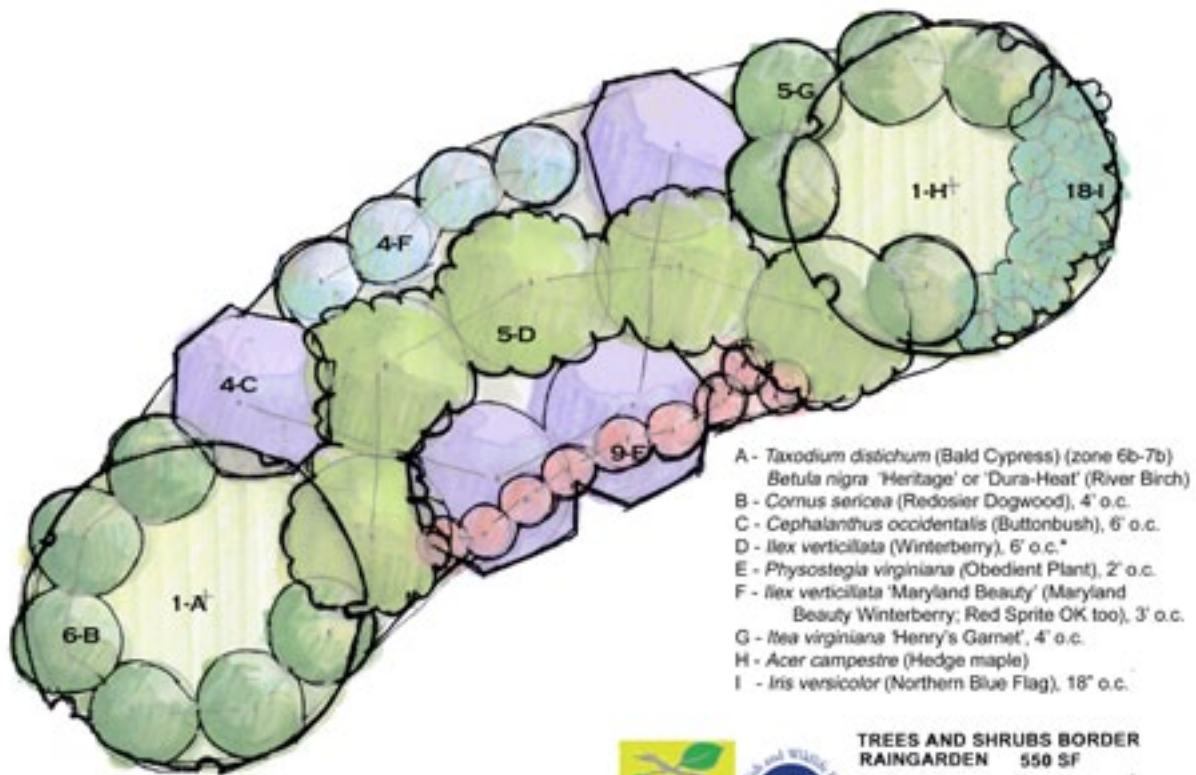 5-G
1-H
18-I
4-F
5-D
4-C
9-E
1-A
6-B
A - Taxodium distichum (Bald Cypress) (zone 6b-7b)
Betula nigra 'Heritage' or 'Dura-Heat' (River Birch)
B - Cornus sericea (Redosier Dogwood), 4' o.c.
C - Cephalanthus occidentalis (Buttonbush), 6' o.c.
D - Ilex verticillata (Winterberry), 6' o.c.*
E - Physostegia virginiana (Obedient Plant), 2' o.c.
F - Ilex verticillata 'Maryland Beauty' (Maryland
Beauty Winterberry; Red Sprite OK too), 3' o.c.
G - Itea virginiana 'Henry's Garnet', 4' o.c.
H - Acer campestre (Hedge maple)
I - Iris versicolor (Northern Blue Flag), 18" o.c.
and Wildlife
TREES AND SHRUBS BORDER
RAINGARDEN 550 SF